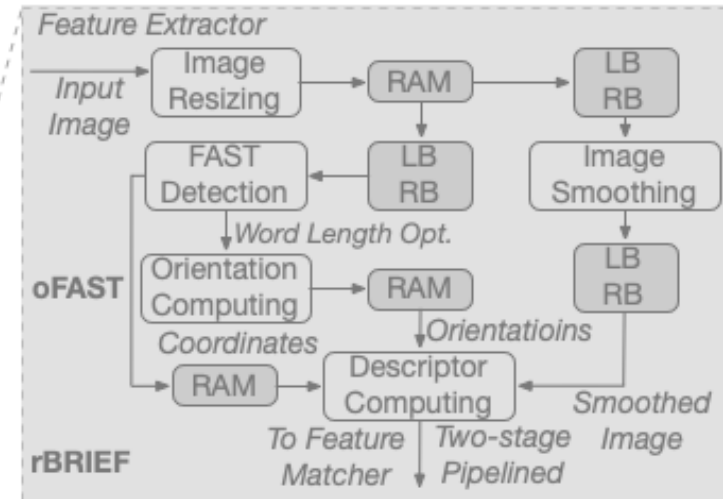 Feature Extractor
Input
Image
Image
Resizing
RAM
LB
RB
FAST
Detection
LB
RB
Image
Smoothing
Word Length Opt.
oFAST
Orientation
Computing
RAM
LB
RB
Coordinates
Orientatioins
RAM
Descriptor
Computing
Smoothed
Image
rBRIEF
To Feature
Matcher
Two-stage
Pipelined